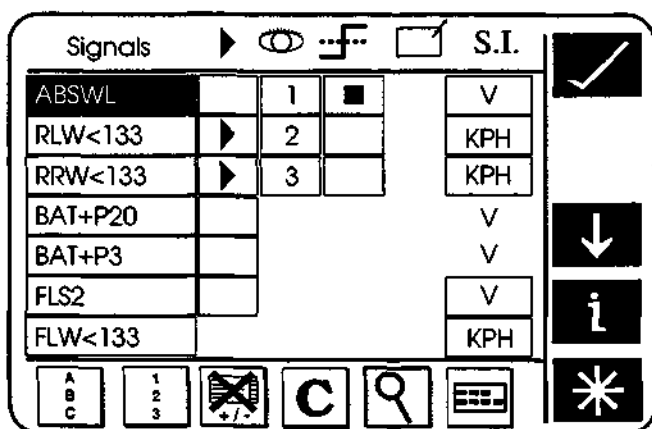 Signals S.I.
ABSWL 1 V
RLW<133 2 KPH
RRW<133 3 KPH
BAT+P20 V
BAT+P3 V
FLS2 V
FLW<133 KPH
A B C 1 2 3 +/- C i